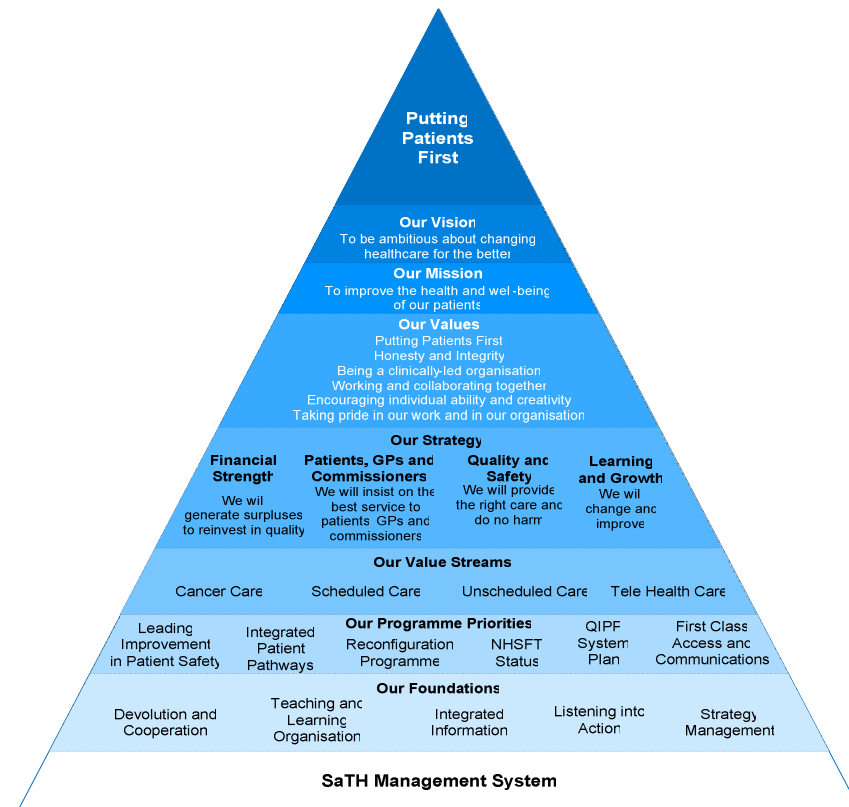 Putting
Patients
First
Our Vision
To be ambitious about changing
healthcare for the better
Our Mission
To improve the health and well-being
of our patients
Our Values
Putting Patients First
Honesty and Integrity
Being a clinically-led organisation
Working and collaborating together
Encouraging individual ability and creativity
Taking pride in our work and in our organisation
Our Strategy
Financial
Strength
We will
generate surpluses
to reinvest in quality
Patients, GPs and
Commissioners
We will insist on the
best service to
patients GPs and
commissioners
Quality and
Safety
We will provide
the right care and
do no harm
Learning
and Growth
We will
change and
improve
Our Value Streams
Cancer Care
Scheduled Care
Unscheduled Care
Tele Health Care
Our Programme Priorities
Leading
Improvement
in Patient Safety
Integrated
Patient
Pathways
Reconfiguration
Programme
NHSFT
Status
QIPP
System
Plan
First Class
Access and
Communications
Our Foundations
Devolution and
Cooperation
Teaching and
Learning
Organisation
Integrated
Information
Listening into
Action
Strategy
Management
SaTH Management System